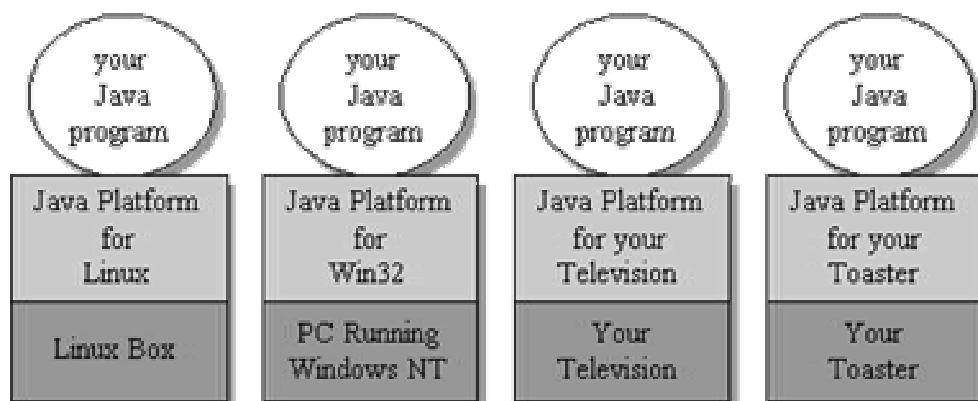 your
Java
program
Java Platform
for
Linux
Linux Box
your
Java
program
Java Platform
for
Win32
PC Running
Windows NT
your
Java
program
Java Platform
for your
Television
Your
Television
your
Java
program
Java Platform
for your
Toaster
Your
Toaster